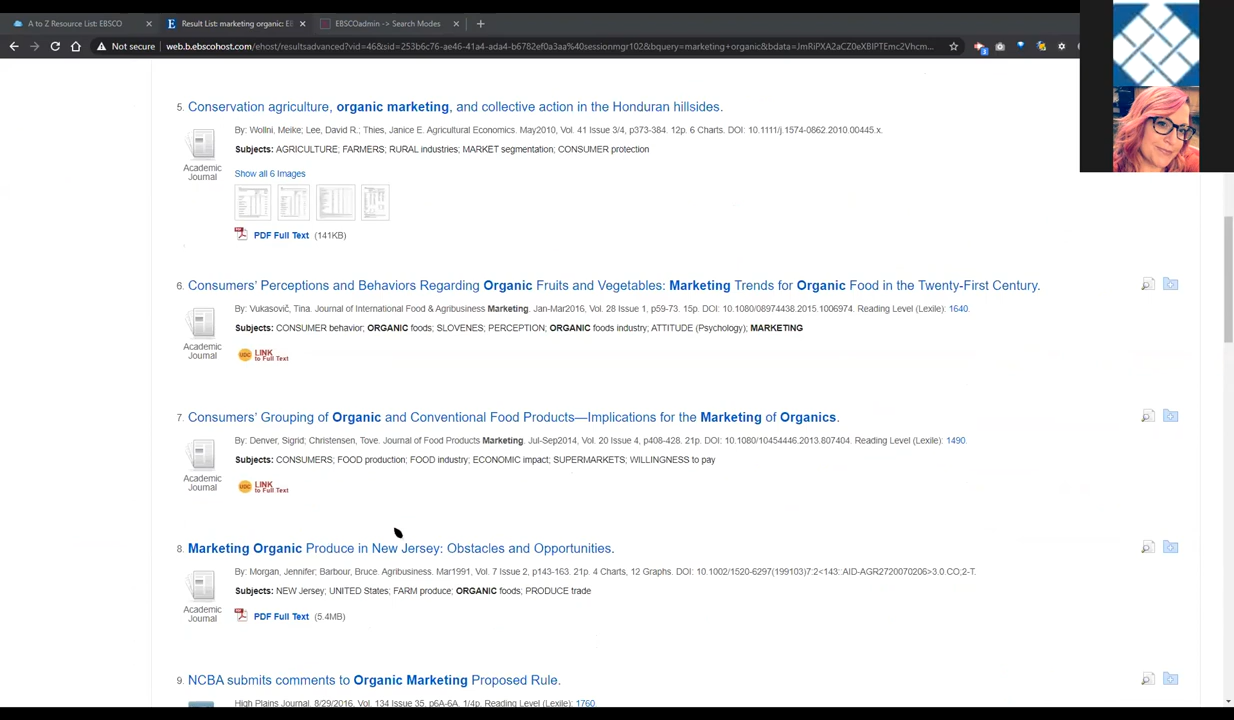 A to Z Resource List: EBSCO
Result List: marketing organic: EB
EBSCOadmin -> Search Modes
Not secure
web.b.ebscohost.com/ehost/resultsadvanced?vid=46&sid=253b6c76-ae46-41a4-ada4-b6782ef0a3aa%40sessionmgr102&bquery=marketing+organic&bdata=JmRiPXA2aCZ0eXBlPTEmc2Vhcm...
5. Conservation agriculture, organic marketing, and collective action in the Honduran hillsides.
By: Wollni, Meike; Lee, David R.; Thies, Janice E. Agricultural Economics. May2010, Vol. 41 Issue 3/4, p373-384. 12p. 6 Charts. DOI: 10.1111/j.1574-0862.2010.00445.x.
Subjects: AGRICULTURE; FARMERS; RURAL industries; MARKET segmentation; CONSUMER protection
Academic
Journal
Show all 6 Images
PDF Full Text (141KB)
6. Consumers' Perceptions and Behaviors Regarding Organic Fruits and Vegetables: Marketing Trends for Organic Food in the Twenty-First Century.
By: Vukasovič, Tina. Journal of International Food & Agribusiness Marketing. Jan-Mar2016, Vol. 28 Issue 1, p59-73. 15p. DOI: 10.1080/08974438.2015.1006974. Reading Level (Lexile): 1640.
Subjects: CONSUMER behavior; ORGANIC foods; SLOVENES; PERCEPTION; ORGANIC foods industry; ATTITUDE (Psychology); MARKETING
Academic
Journal
UDC LINK
to Full Text
7. Consumers' Grouping of Organic and Conventional Food Products—Implications for the Marketing of Organics.
By: Denver, Sigrid; Christensen, Tove. Journal of Food Products Marketing. Jul-Sep2014, Vol. 20 Issue 4, p408-428. 21p. DOI: 10.1080/10454446.2013.807404. Reading Level (Lexile): 1490.
Subjects: CONSUMERS; FOOD production; FOOD industry; ECONOMIC impact; SUPERMARKETS; WILLINGNESS to pay
Academic
Journal
UDC LINK
to Full Text
8. Marketing Organic Produce in New Jersey: Obstacles and Opportunities.
By: Morgan, Jennifer; Barbour, Bruce. Agribusiness. Mar1991, Vol. 7 Issue 2, p143-163. 21p. 4 Charts, 12 Graphs. DOI: 10.1002/1520-6297(199103)7:2<143::AID-AGR2720070206>3.0.CO;2-T.
Subjects: NEW Jersey; UNITED States; FARM produce; ORGANIC foods; PRODUCE trade
Academic
Journal
PDF Full Text (5.4MB)
9. NCBA submits comments to Organic Marketing Proposed Rule.
High Plains Journal. 8/29/2016, Vol. 134 Issue 35, p6A-6A. 1/4p. Reading Level (Lexile): 1760.